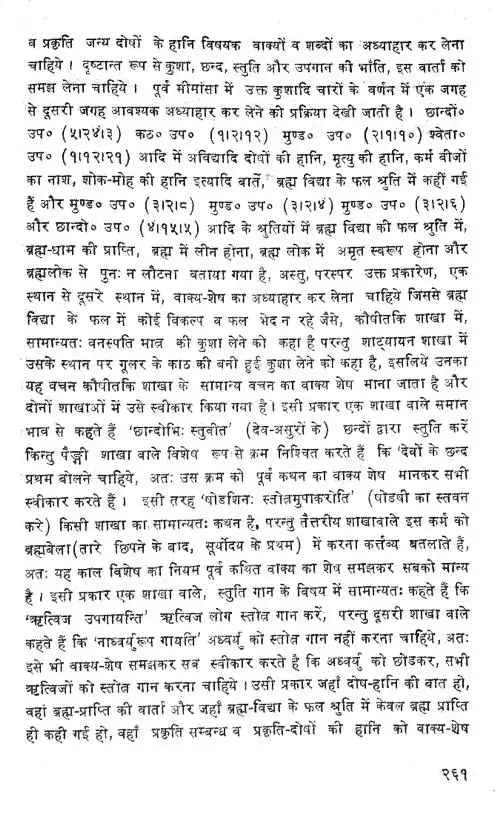 व प्रकृति जन्य दोषों के हानि विषयक वाक्यों व शब्दों का अध्याहार कर लेना
चाहिये। दृष्टान्त रूप से कुशा, छन्द, स्तुति और उपगान की भांति, इस वार्ता को
समझ लेना चाहिये। पूर्व मीमांसा में उक्त कुशादि चारों के वर्णन में एक जगह
से दूसरी जगह आवश्यक अध्याहार कर लेने की प्रक्रिया देखी जाती है। छान्दो०
उप० (५।२४।३) कठ० उप० (१।२।१२) मुण्ड० उप० (२।१।१०) श्वेता०
उप० (१।१२।२१) आदि में अविद्यादि दोषों की हानि, मृत्यु की हानि, कर्म बीजों
का नाश, शोक-मोह की हानि इत्यादि बातें, ब्रह्म विद्या के फल श्रुति में कहीं गई
हैं और मुण्ड० उप० (३।२।८) मुण्ड० उप० (३।२।४) मुण्ड० उप० (३।२।६)
और छान्दो० उप० (४।१५।५) आदि के श्रुतियों में ब्रह्म विद्या की फल श्रुति में,
ब्रह्म-धाम की प्राप्ति, ब्रह्म में लीन होना, ब्रह्म लोक में अमृत स्वरूप होना और
ब्रह्मलोक से पुनः न लौटना बताया गया है, अस्तु, परस्पर उक्त प्रकारेण, एक
स्थान से दूसरे स्थान में, वाक्य-शेष का अध्याहार कर लेना चाहिये जिससे ब्रह्म
विद्या के फल में कोई विकल्प व फल भेद न रहे जैसे, कौषीतकि शाखा में,
सामान्यतः वनस्पति मात्र की कुशा लेने को कहा है परन्तु शाट्यायन शाखा में
उसके स्थान पर गूलर के काठ की बनी हुई कुशा लेने को कहा है, इसलिये उनका
यह वचन कौषीतकि शाखा के सामान्य वचन का वाक्य शेष माना जाता है और
दोनों शाखाओं में उसे स्वीकार किया गया है। इसी प्रकार एक शाखा वाले समान
भाव से कहते हैं 'छान्दोभिः स्तुवीत' (देव-असुरों के) छन्दों द्वारा स्तुति करें
किन्तु पैङ्गी शाखा वाले विशेष रूप से क्रम निश्चित करते हैं कि 'देवों के छन्द
प्रथम बोलने चाहिये, अतः उस क्रम को पूर्व कथन का वाक्य शेष मानकर सभी
स्वीकार करते हैं। इसी तरह 'षोडशिनः स्तोत्रमुपाकरोति' (षोडषी का स्तवन
करे) किसी शाखा का सामान्यतः कथन है, परन्तु तैत्तरीय शाखावाले इस कर्म को
ब्रह्मबेला(तारे छिपने के बाद, सूर्योदय के प्रथम) में करना कर्त्तव्य बतलाते हैं,
अतः यह काल विशेष का नियम पूर्व कथित वाक्य का शेष समझकर सबको मान्य
है। इसी प्रकार एक शाखा वाले, स्तुति गान के विषय में सामान्यतः कहते हैं कि
'ऋत्विज उपगायन्ति' ऋत्विज लोग स्तोत्र गान करें, परन्तु दूसरी शाखा वाले
कहते हैं कि 'नाध्वर्युरूप गायति' अध्वर्यु को स्तोत्र गान नहीं करना चाहिये, अतः
इसे भी वाक्य-शेष समझकर सब स्वीकार करते है कि अध्वर्यु को छोडकर, सभी
ऋत्विजों को स्तोत्र गान करना चाहिये। उसी प्रकार जहाँ दोष-हानि की बात हो,
वहां ब्रह्म-प्राप्ति की वार्ता और जहाँ ब्रह्म-विद्या के फल श्रुति में केवल ब्रह्म प्राप्ति
ही कही गई हो, वहाँ प्रकृति सम्बन्ध व प्रकृति-दोषों की हानि को वाक्य-शेष
२६१